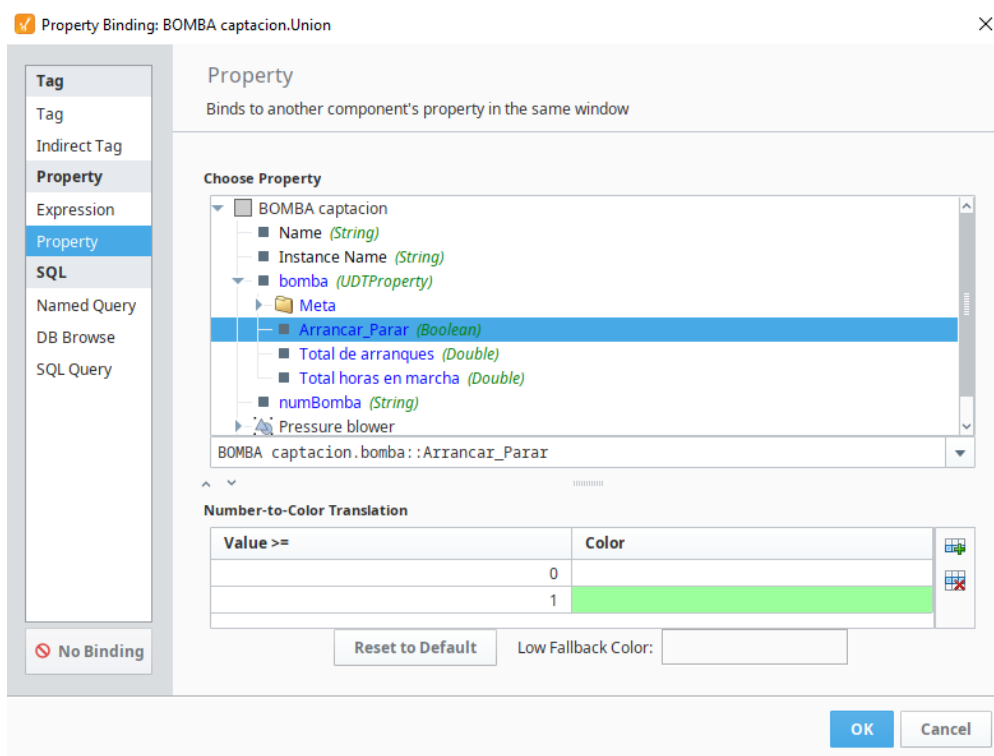 Property Binding: BOMBA captacion.Union
Tag
Tag
Indirect Tag
Property
Expression
Property
SQL
Named Query
DB Browse
SQL Query
No Binding
Property
Binds to another component's property in the same window
Choose Property
BOMBA captacion
Name (String)
Instance Name (String)
bomba (UDTProperty)
Meta
Arrancar_Parar (Boolean)
Total de arranques (Double)
Total horas en marcha (Double)
numBomba (String)
Pressure blower
BOMBA captacion.bomba::Arrancar_Parar
Number-to-Color Translation
Value >= Color
0
1
Reset to Default Low Fallback Color:
OK Cancel